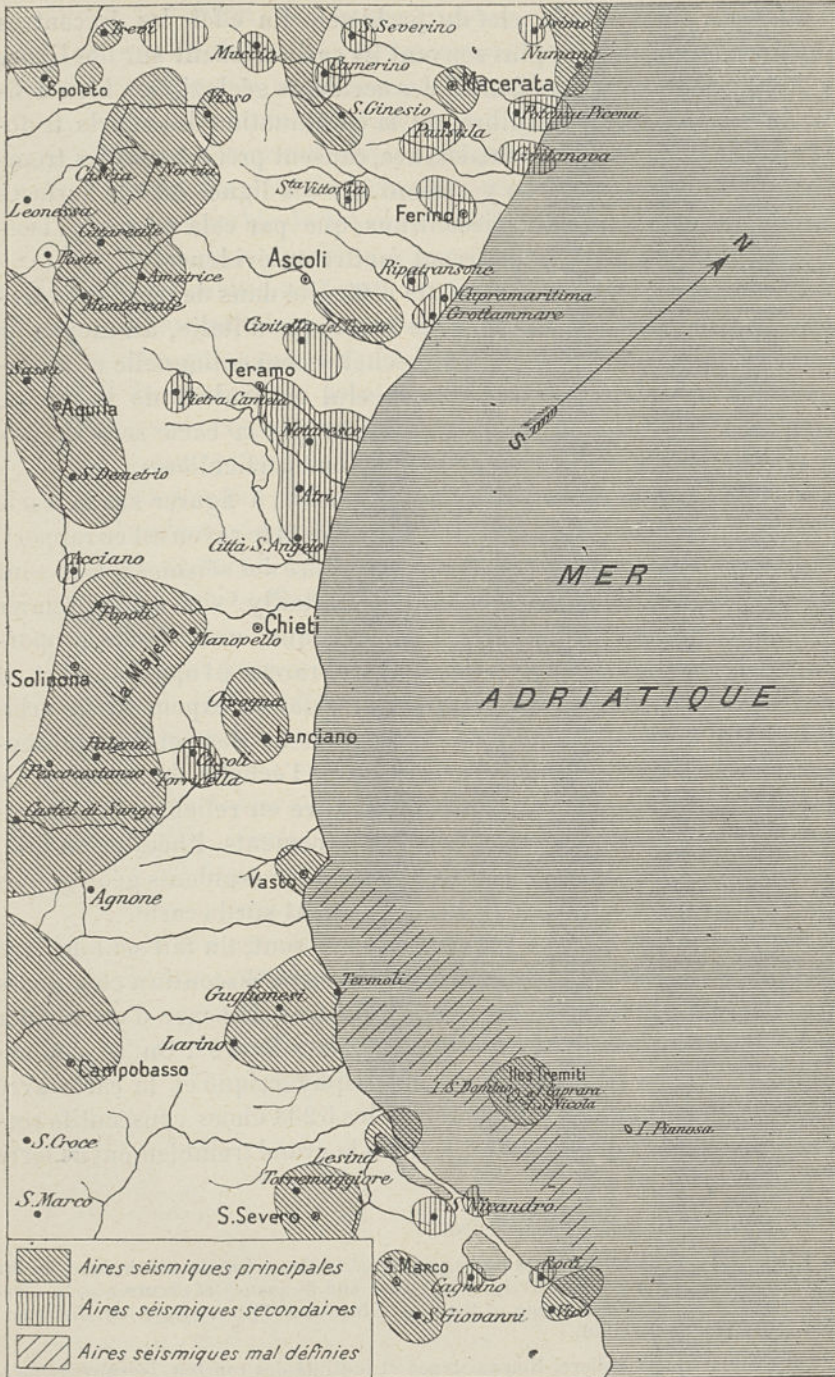 Trevi
S. Severino
Osimo
Muccia
Camerino
Numana
Spoleto
Macerata
Visso
S. Ginesio
Potenza Picena
Pausula
Civitanova
Cascia
Norcia
Sta Vittoria
Leonessa
Ferino
Citareale
Posta
Ascoli
Ripatransone
Amatrice
Montereale
Cupramaritima
Grottammare
Civitella del Tronto
N
S
Sassa
Teramo
Pietra Camela
Aquila
Notaresco
S. Demetrio
Atri
Città S. Angelo
Acciano
MER
ADRIATIQUE
Popoli
Chieti
Manopello
la Majella
Solmona
Orsogna
Lanciano
Palena
Casoli
Pescocostanzo
Torricella
Castel di Sangro
Vasto
Agnone
Termoli
Guglionesi
Larino
Campobasso
Iles Tremiti
I. S. Domino
I. Caprara
I. S. Nicola
I. Pianosa
S. Croce
Lesina
Torremaggiore
S. Marco
S. Severo
S. Nicandro
S. Marco
Cagnano
Rodi
S. Giovanni
Vico
Aires séismiques principales
Aires séismiques secondaires
Aires séismiques mal définies